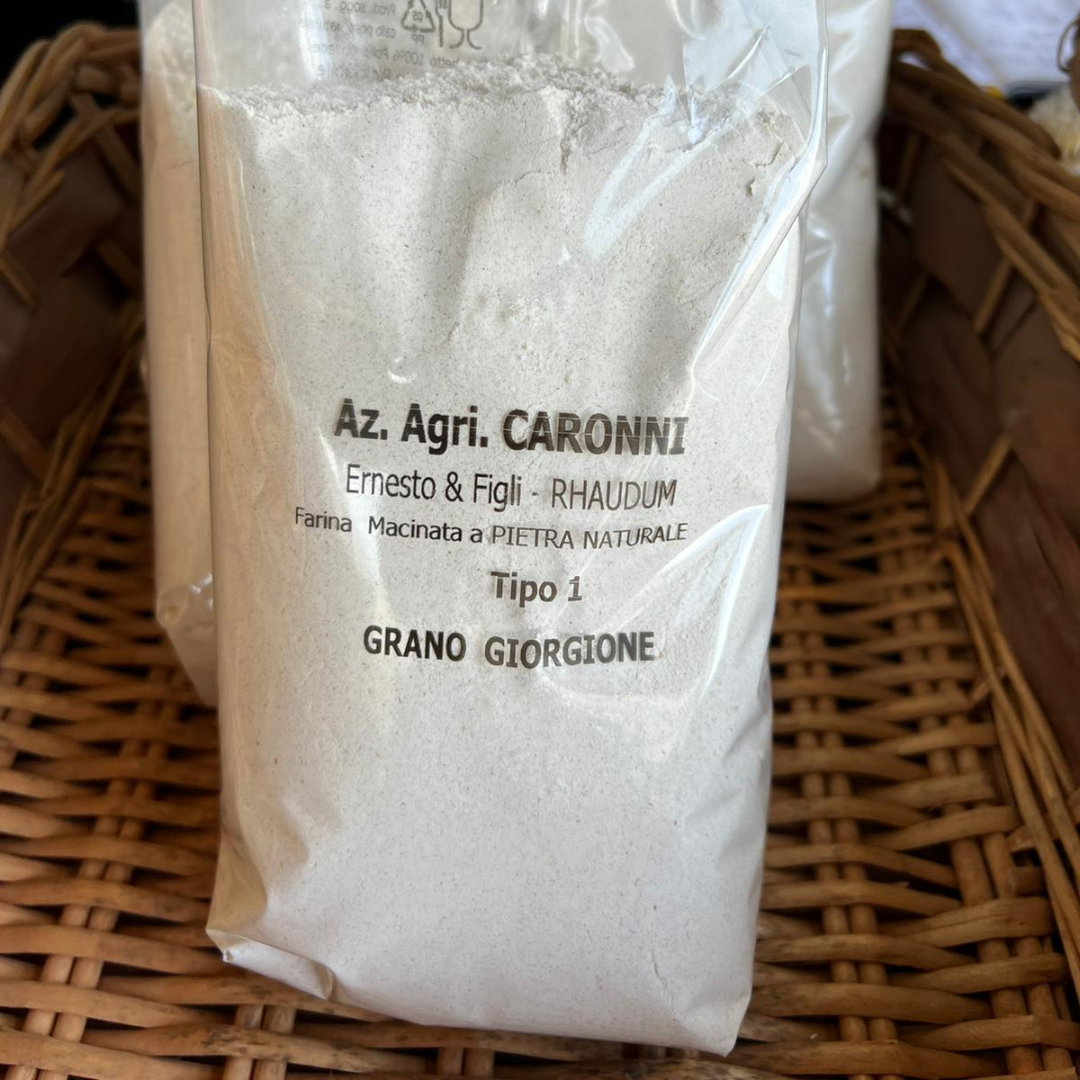 Az. Agri. CARONNI
Ernesto & Figli - RHAUDUM
Farina Macinata a PIETRA NATURALE
Tipo 1
GRANO GIORGIONE